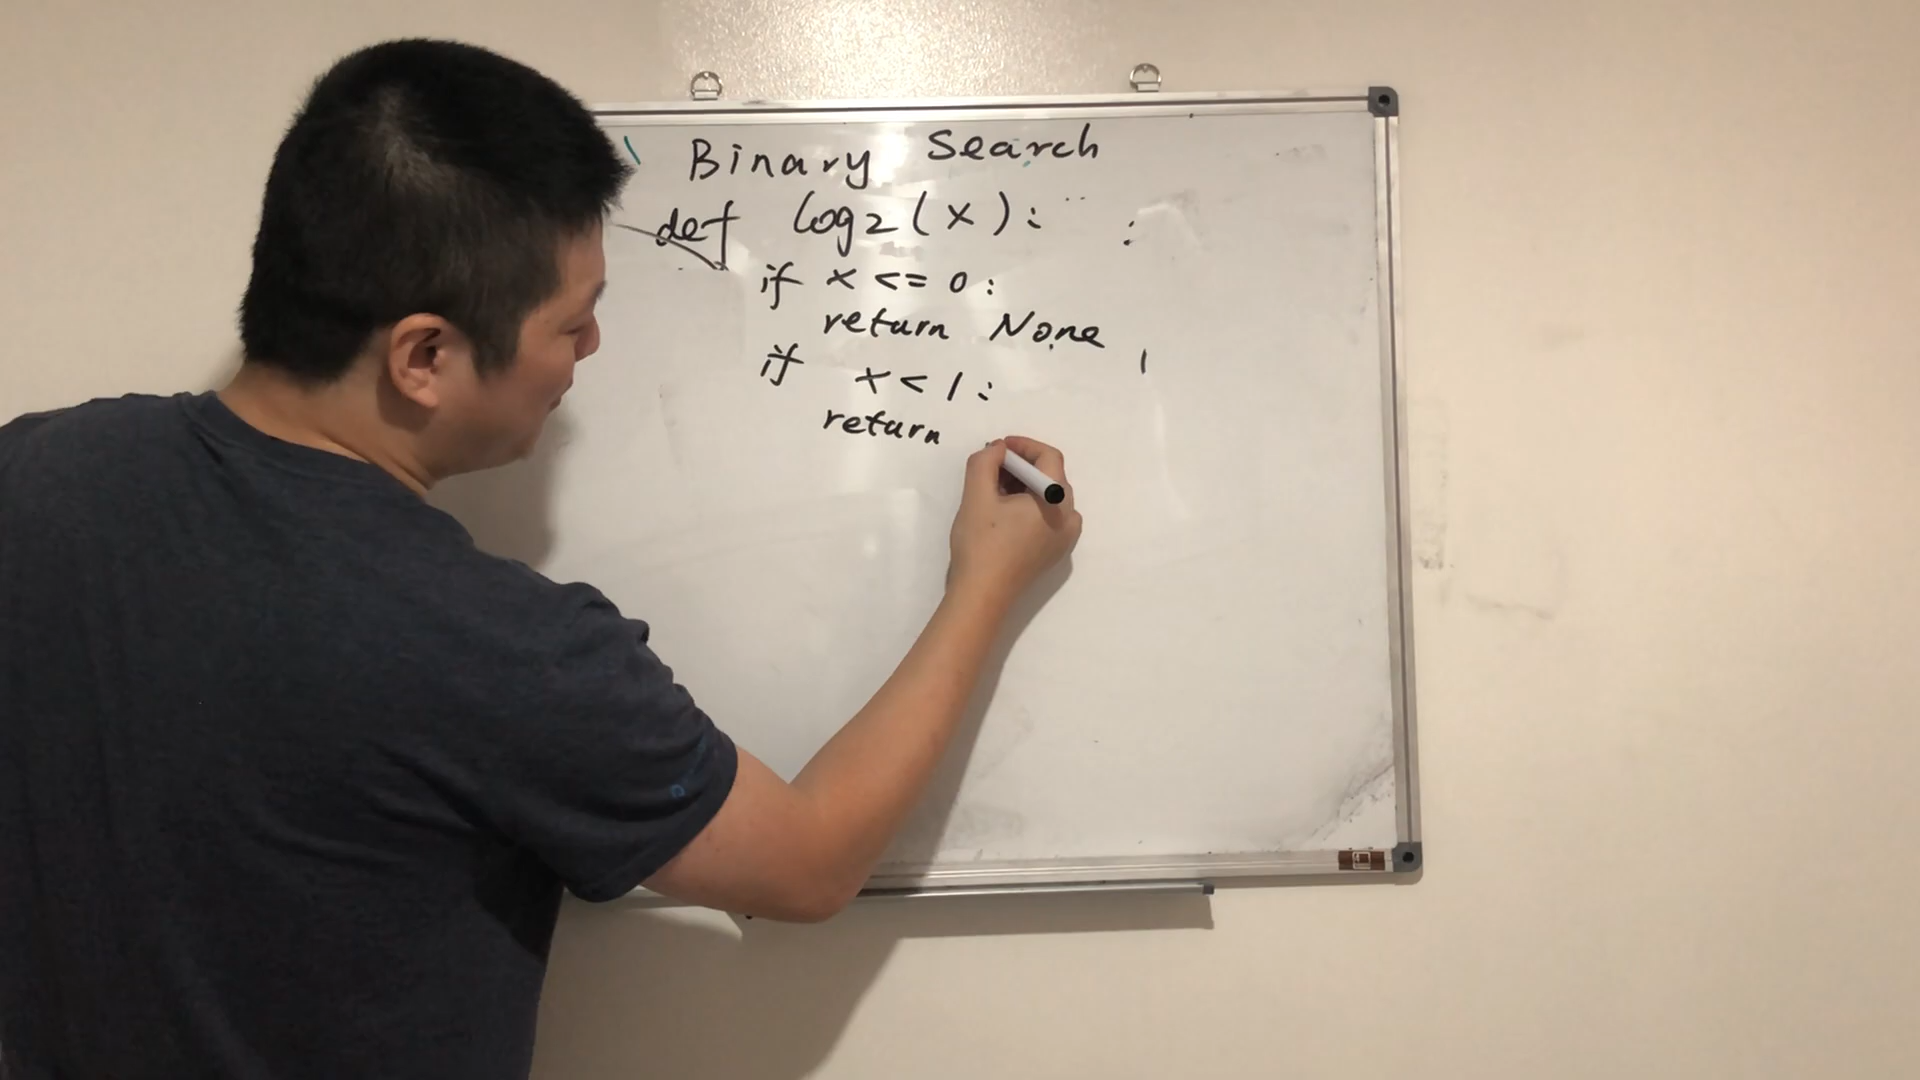 Binary Search
def log2(x):
if x <= 0:
return None
if x < 1:
return